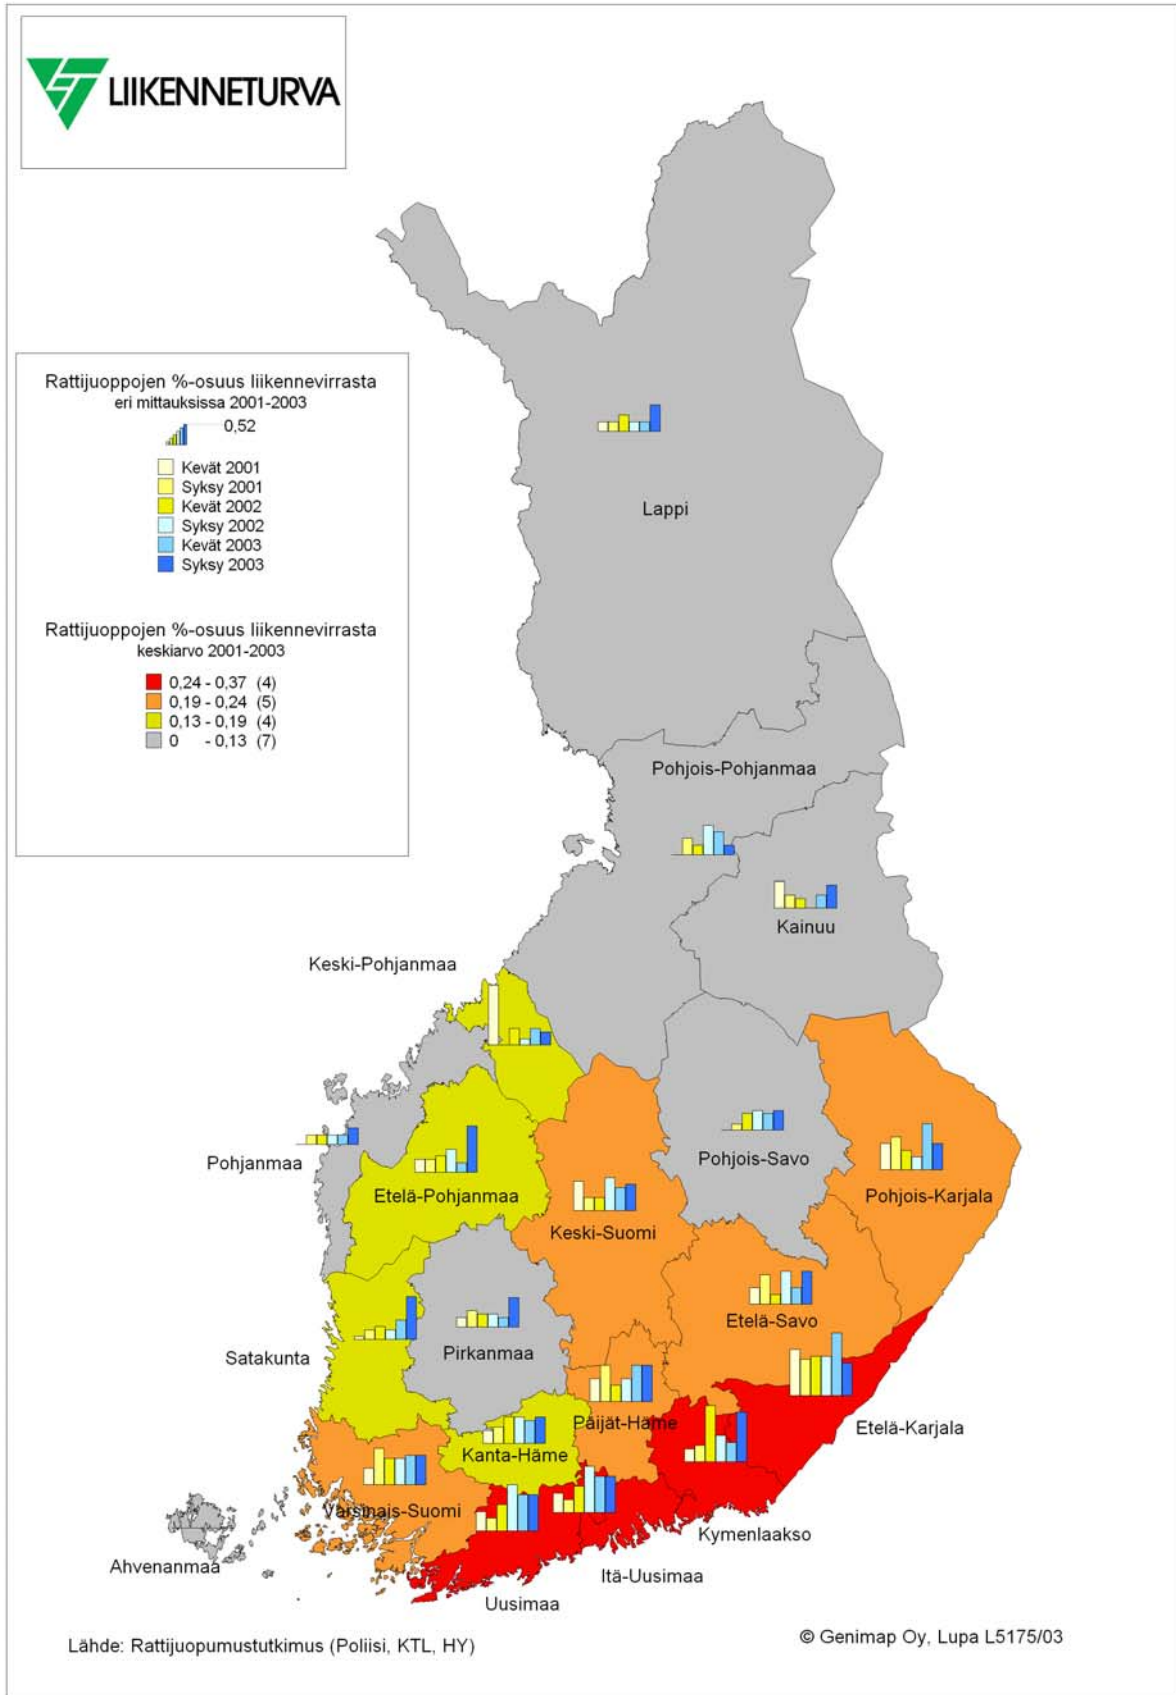 LIIKENNETURVA
Rattijuoppojen %-osuus liikennevirrasta
eri mittauksissa 2001-2003
0,52
Kevät 2001
Syksy 2001
Kevät 2002
Syksy 2002
Kevät 2003
Syksy 2003
Rattijuoppojen %-osuus liikennevirrasta
keskiarvo 2001-2003
0,24 - 0,37 (4)
0,19 - 0,24 (5)
0,13 - 0,19 (4)
0 - 0,13 (7)
Lappi
Pohjois-Pohjanmaa
Kainuu
Keski-Pohjanmaa
Pohjanmaa
Etelä-Pohjanmaa
Pohjois-Savo
Pohjois-Karjala
Keski-Suomi
Etelä-Savo
Satakunta
Pirkanmaa
Päijät-Häme
Etelä-Karjala
Kanta-Häme
Varsinais-Suomi
Kymenlaakso
Ahvenanmaa
Itä-Uusimaa
Uusimaa
Lähde: Rattijuopumustutkimus (Poliisi, KTL, HY)
© Genimap Oy, Lupa L5175/03